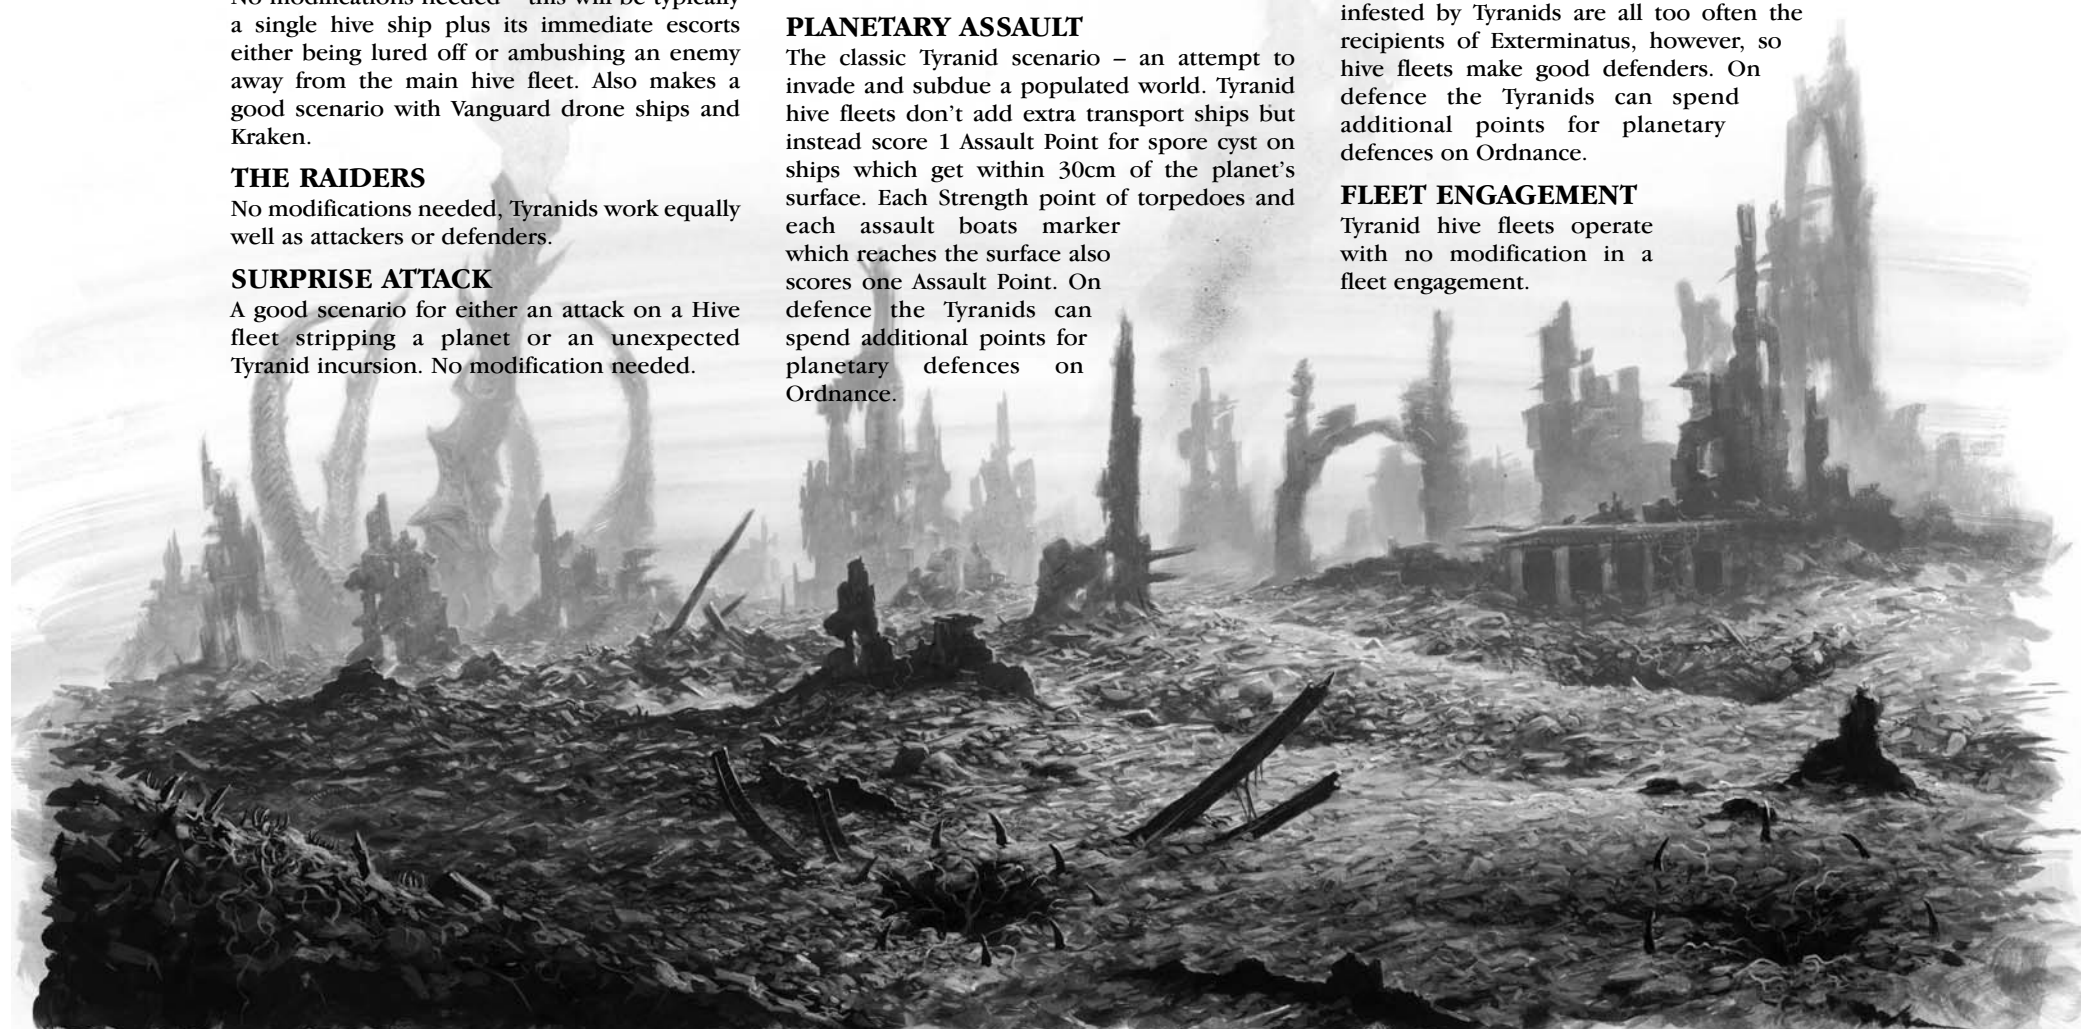 No modifications needed – this will be typically
a single hive ship plus its immediate escorts
either being lured off or ambushing an enemy
away from the main hive fleet. Also makes a
good scenario with Vanguard drone ships and
Kraken.
THE RAIDERS
No modifications needed, Tyranids work equally
well as attackers or defenders.
SURPRISE ATTACK
A good scenario for either an attack on a Hive
fleet stripping a planet or an unexpected
Tyranid incursion. No modification needed.
PLANETARY ASSAULT
The classic Tyranid scenario – an attempt to
invade and subdue a populated world. Tyranid
hive fleets don't add extra transport ships but
instead score 1 Assault Point for spore cyst on
ships which get within 30cm of the planet's
surface. Each Strength point of torpedoes and
each assault boats marker
which reaches the surface also
scores one Assault Point. On
defence the Tyranids can
spend additional points for
planetary defences on
Ordnance.
infested by Tyranids are all too often the
recipients of Exterminatus, however, so
hive fleets make good defenders. On
defence the Tyranids can spend
additional points for planetary
defences on Ordnance.
FLEET ENGAGEMENT
Tyranid hive fleets operate
with no modification in a
fleet engagement.